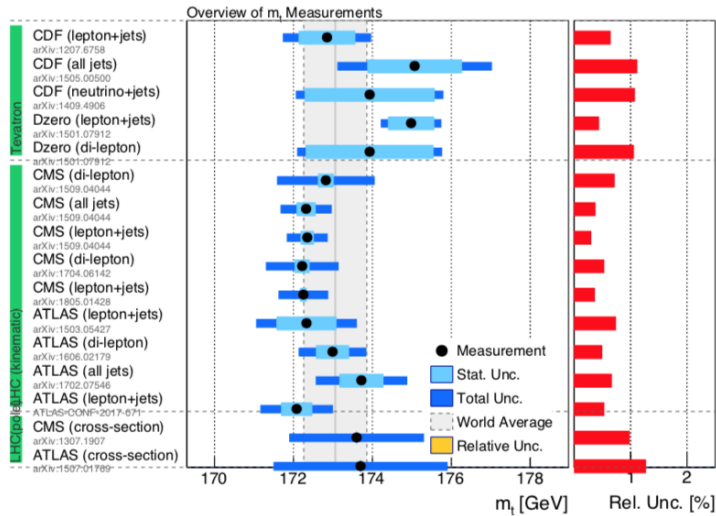 Overview of mt Measurements
Tevatron
CDF (lepton+jets)
arXiv:1207.6758
CDF (all jets)
arXiv:1505.00500
CDF (neutrino+jets)
arXiv:1409.4906
Dzero (lepton+jets)
arXiv:1501.07912
Dzero (di-lepton)
arXiv:1501.07912
LHC (kinematic)
CMS (di-lepton)
arXiv:1509.04044
CMS (all jets)
arXiv:1509.04044
CMS (lepton+jets)
arXiv:1509.04044
CMS (di-lepton)
arXiv:1704.06142
CMS (lepton+jets)
arXiv:1805.01428
ATLAS (lepton+jets)
arXiv:1503.05427
ATLAS (di-lepton)
arXiv:1606.02179
ATLAS (all jets)
arXiv:1702.07546
ATLAS (lepton+jets)
ATLAS-CONF-2017-071
LHC(pole)
CMS (cross-section)
arXiv:1307.1907
ATLAS (cross-section)
arXiv:1507.01769
Measurement
Stat. Unc.
Total Unc.
World Average
Relative Unc.
170 172 174 176 178
1 2
mt [GeV]
Rel. Unc. [%]